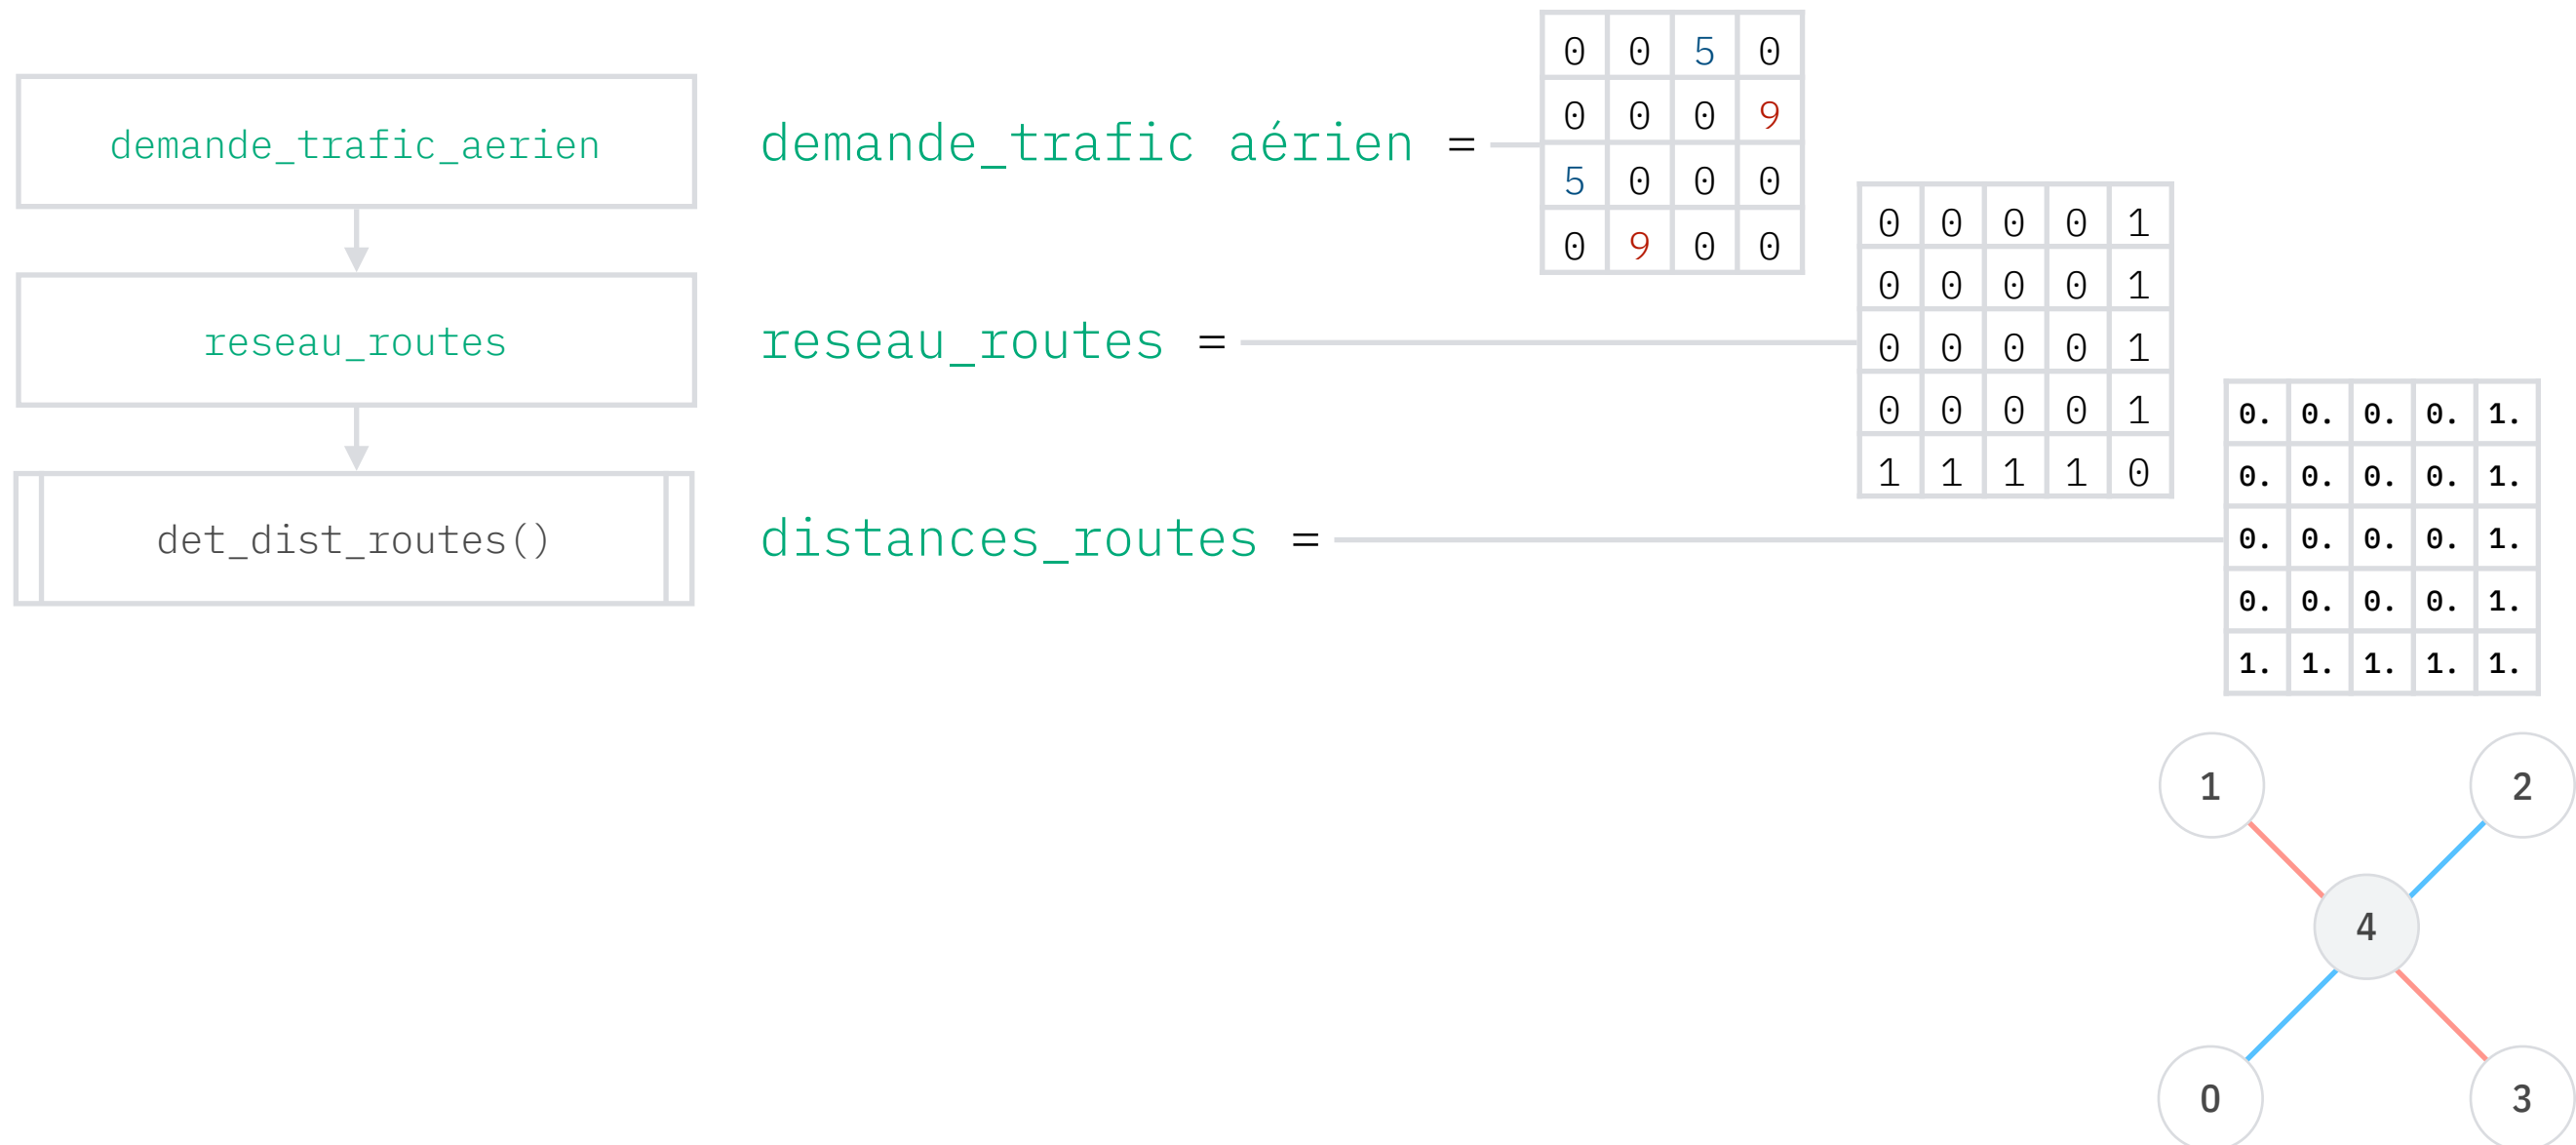 demande_trafic_aerien
reseau_routes
det_dist_routes()
demande_trafic aérien =
0 0 5 0
0 0 0 9
5 0 0 0
0 9 0 0
reseau_routes =
0 0 0 0 1
0 0 0 0 1
0 0 0 0 1
0 0 0 0 1
1 1 1 1 0
distances_routes =
0. 0. 0. 0. 1.
0. 0. 0. 0. 1.
0. 0. 0. 0. 1.
0. 0. 0. 0. 1.
1. 1. 1. 1. 1.
1 2
4
0 3